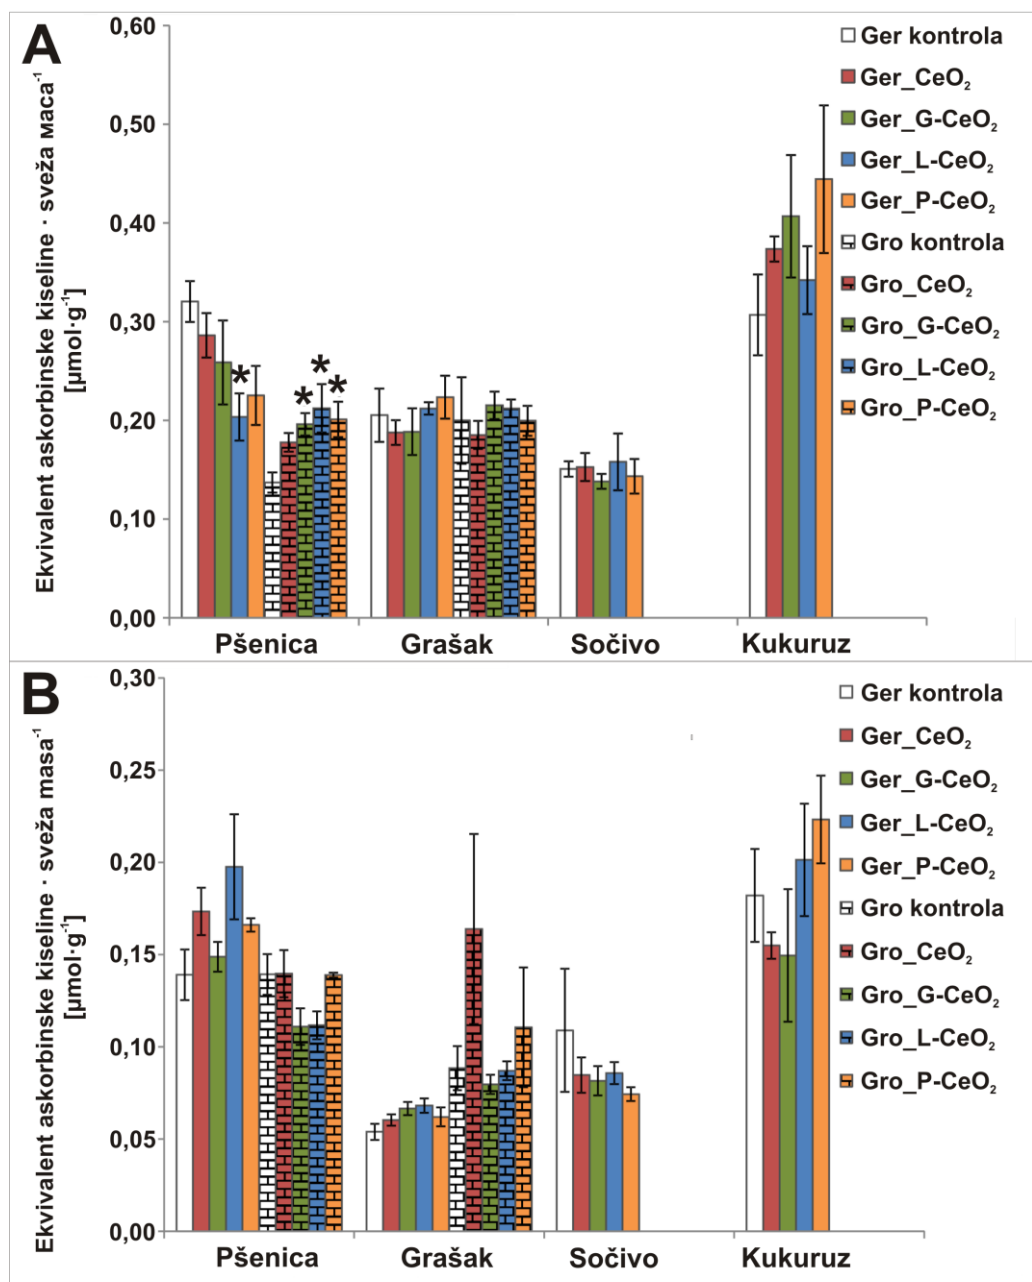 A
Ekvivalent askorbinske kiseline · sveža маса⁻¹
[µmol·g⁻¹]
0,60
0,50
0,40
0,30
0,20
0,10
0,00
*
*
*
*
Pšenica
Grašak
Sočivo
Kukuruz
Ger kontrola
Ger_CeO₂
Ger_G-CeO₂
Ger_L-CeO₂
Ger_P-CeO₂
Gro kontrola
Gro_CeO₂
Gro_G-CeO₂
Gro_L-CeO₂
Gro_P-CeO₂
B
Ekvivalent askorbinske kiseline · sveža masa⁻¹
[µmol·g⁻¹]
0,30
0,25
0,20
0,15
0,10
0,05
0,00
Pšenica
Grašak
Sočivo
Kukuruz
Ger kontrola
Ger_CeO₂
Ger_G-CeO₂
Ger_L-CeO₂
Ger_P-CeO₂
Gro kontrola
Gro_CeO₂
Gro_G-CeO₂
Gro_L-CeO₂
Gro_P-CeO₂